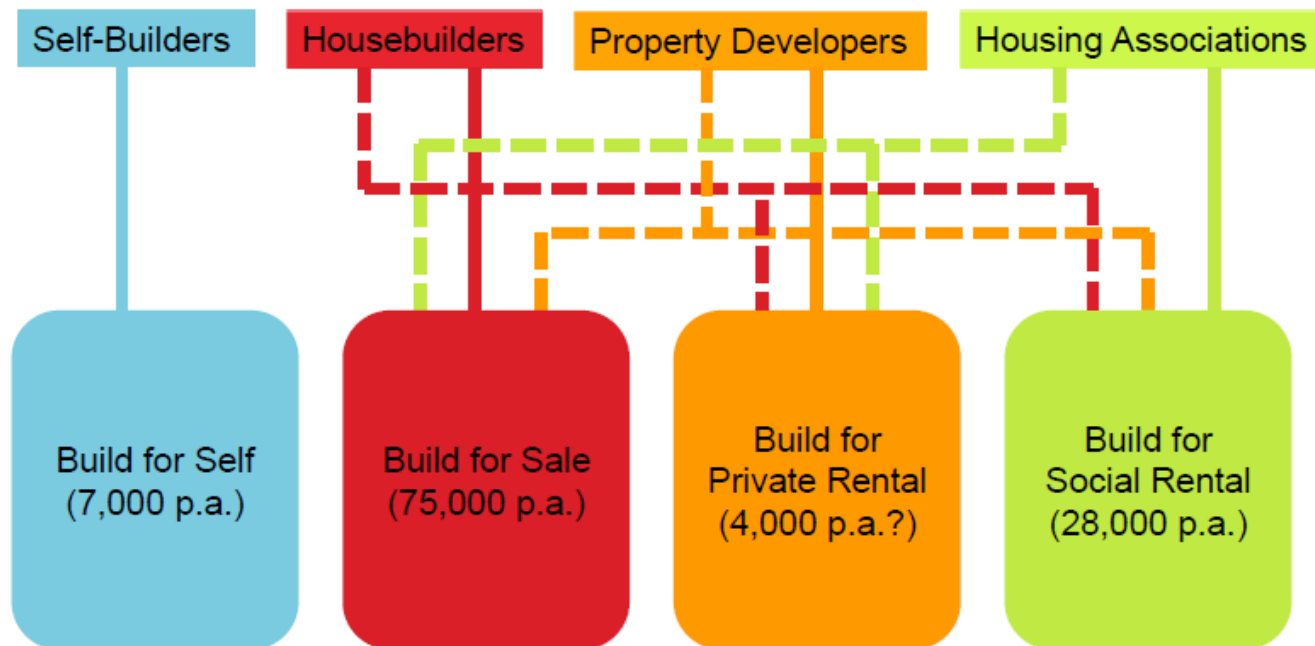 Self-Builders
Housebuilders
Property Developers
Housing Associations
Build for Self
(7,000 p.a.)
Build for Sale
(75,000 p.a.)
Build for
Private Rental
(4,000 p.a.?)
Build for
Social Rental
(28,000 p.a.)